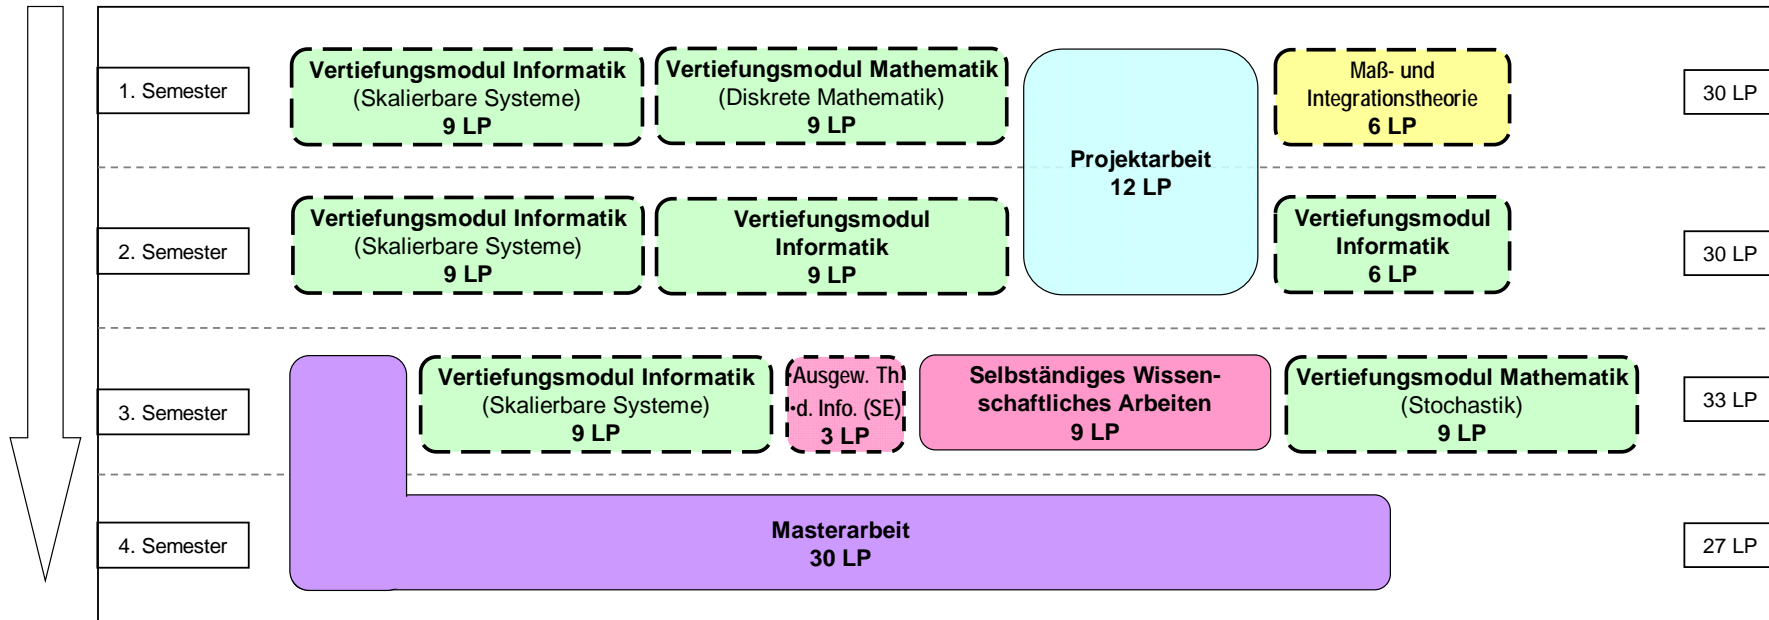 1. Semester
Vertiefungsmodul Informatik
(Skalierbare Systeme)
9 LP
Vertiefungsmodul Mathematik
(Diskrete Mathematik)
9 LP
Projektarbeit
12 LP
Maß- und
Integrationstheorie
6 LP
30 LP
2. Semester
Vertiefungsmodul Informatik
(Skalierbare Systeme)
9 LP
Vertiefungsmodul
Informatik
9 LP
Vertiefungsmodul
Informatik
6 LP
30 LP
3. Semester
Vertiefungsmodul Informatik
(Skalierbare Systeme)
9 LP
•Ausgew. Th.
•d. Info. (SE)
3 LP
Selbständiges Wissen-
schaftliches Arbeiten
9 LP
Vertiefungsmodul Mathematik
(Stochastik)
9 LP
33 LP
4. Semester
Masterarbeit
30 LP
27 LP